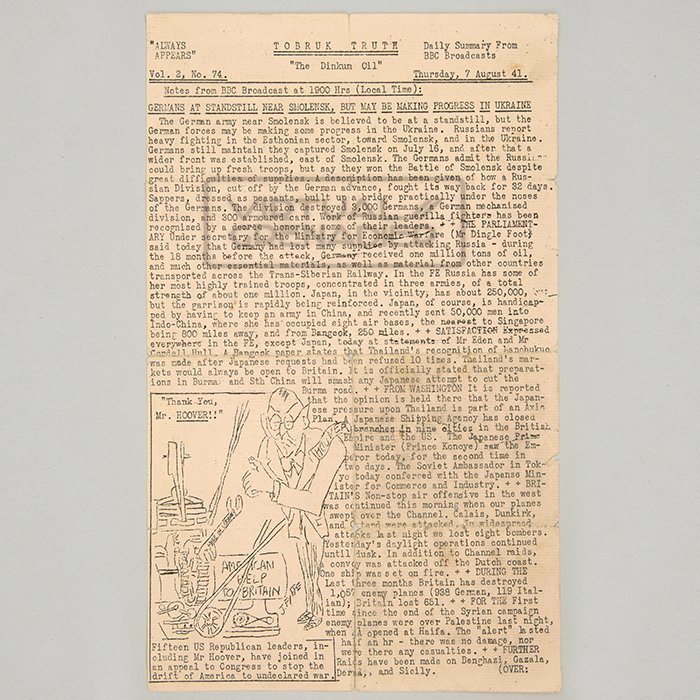 "ALWAYS APPEARS"
TOBRUK TRUTH
"The Dinkum Oil"
Daily Summary From BBC Broadcasts
Vol. 2, No. 74.
Thursday, 7 August 41.
Notes from BBC Broadcast at 1900 Hrs (Local Time):
GERMANS AT STANDSTILL NEAR SMOLENSK, BUT MAY BE MAKING PROGRESS IN UKRAINE
The German army near Smolensk is believed to be at a standstill, but the
German forces may be making some progress in the Ukraine. Russians report
heavy fighting in the Esthonian sector, toward Smolensk, and in the Ukraine.
Germans still maintain they captured Smolensk on July 16, and after that a
wider front was established, east of Smolensk. The Germans admit the Russians
could bring up fresh troops, but say they won the Battle of Smolensk despite
great difficulties of supplies. A description has been given of how a Rus-
sian Division, cut off by the German advance, fought its way back for 32 days.
Sappers, dressed as peasants, built up a bridge practically under the noses
of the Germans. The division destroyed 3,000 Germans, a German mechanized
division, and 800 armoured cars. Work of Russian guerilla fighters has been
recognised by a decree honoring some of their leaders. + + THE PARLIAMENT-
ARY Under secretary for the Ministry for Economic Warfare (Mr Dingle Foot)
said today that Germany had lost many supplies by attacking Russia - during
the 18 months before the attack, Germany received one million tons of oil,
and much other essential materials, as well as material from other countries
transported across the Trans-Siberian Railway. In the FE Russia has some of
her most highly trained troops, concentrated in three armies, of a total
strength of about one million. Japan, in the vicinity, has about 250,000,
but the garrison is rapidly being reinforced. Japan, of course, is handicap-
ped by having to keep an army in China, and recently sent 50,000 men into
Indo-China, where she has occupied eight air bases, the nearest to Singapore
being 800 miles away, and from Bangcok, 250 miles. + + SATISFACTION Expressed
everywhere in the FE, except Japan, today at statements of Mr Eden and Mr
Cordell Hull. A Bangcok paper states that Thailand's recognition of Manchukuo
was made after Japanese requests had been refused 10 times. Thailand's mar-
kets would always be open to Britain. It is officially stated that preparat-
ions in Burma and Sth China will smash any Japanese attempt to cut the
Burma road. + + FROM WASHINGTON it is reported
that the opinion is held there that the Japan-
ese pressure upon Thailand is part of an Axis
Plan. A Japanese Shipping Agency has closed
branches in nine cities in the British
Empire and the US. The Japanese Prime
Minister (Prince Konoye) saw the Em-
peror today, for the second time in
two days. The Soviet Ambassador in Tok-
yo today conferred with the Japanese Min-
ister for Commerce and Industry. + + BRI-
TAIN'S Non-stop air offensive in the west
was continued this morning when our planes
swept over the Channel. Calais, Dunkirk,
and Ostend were attacked. In widespread
attacks last night we lost eight bombers.
Yesterday's daylight operations continued
until dusk. In addition to Channel raids,
a convoy was attacked off the Dutch coast.
One ship was set on fire. + + DURING THE
Last three months Britain has destroyed
1,057 enemy planes (938 German, 119 Ital-
ian); Britain lost 651. + + FOR THE First
time since the end of the Syrian campaign
enemy planes were over Palestine last night,
when AA opened at Haifa. The "alert" lasted
half an hr - there was no damage, nor
were there any casualties. + + FURTHER
Raids have been made on Benghazi, Gazala,
Derna, and Sicily. (OVER:
"Thank You,
Mr. HOOVER!!"
AMERICAN
HELP
TO BRITAIN
Fifteen US Republican leaders, in-
cluding Mr Hoover, have joined in
an appeal to Congress to stop the
drift of America to undeclared war.